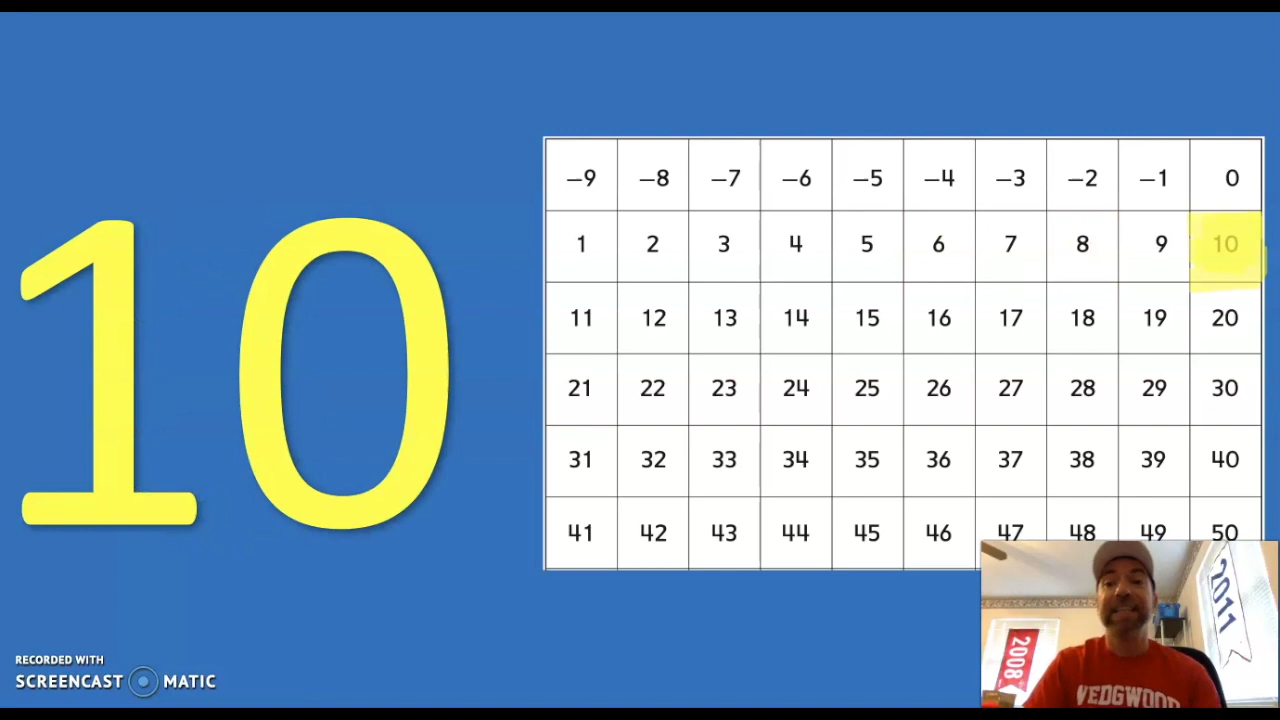 10
–9 –8 –7 –6 –5 –4 –3 –2 –1 0
1 2 3 4 5 6 7 8 9 10
11 12 13 14 15 16 17 18 19 20
21 22 23 24 25 26 27 28 29 30
31 32 33 34 35 36 37 38 39 40
41 42 43 44 45 46 47 48 49 50
2011
2008
WEDGWOOD
RECORDED WITH
SCREENCAST MATIC